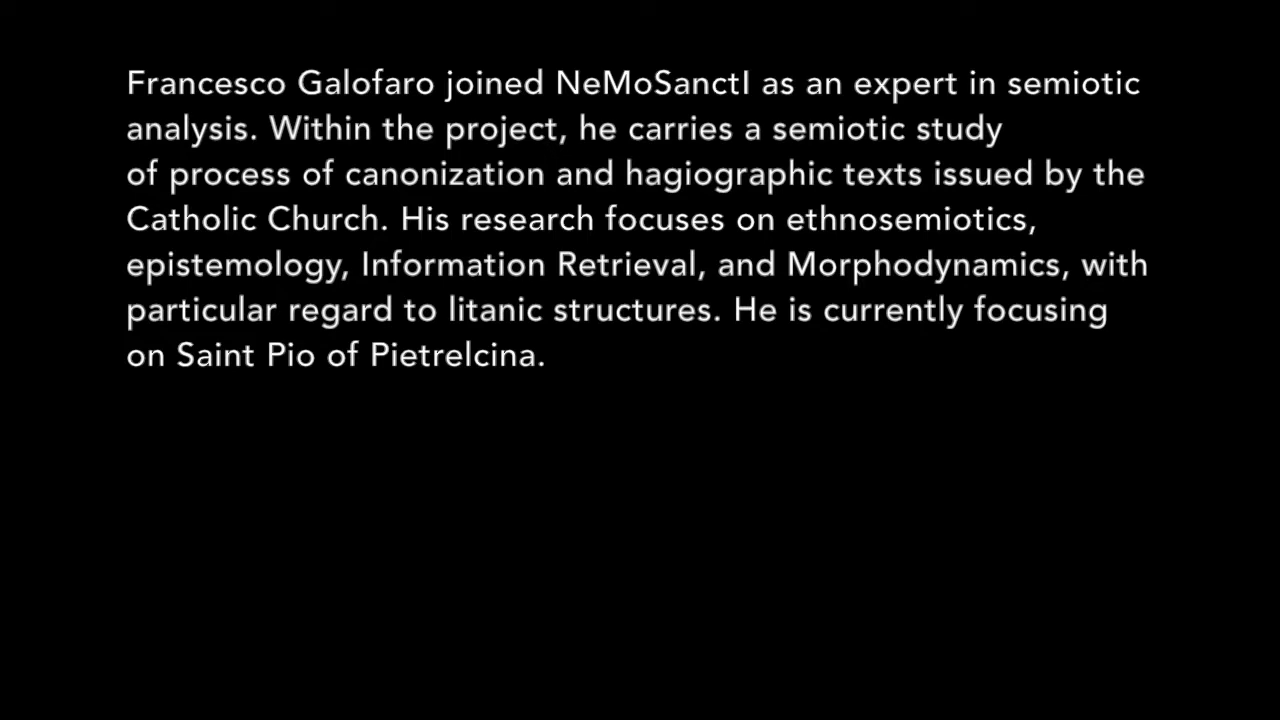 Francesco Galofaro joined NeMoSanctI as an expert in semiotic
analysis. Within the project, he carries a semiotic study
of process of canonization and hagiographic texts issued by the
Catholic Church. His research focuses on ethnosemiotics,
epistemology, Information Retrieval, and Morphodynamics, with
particular regard to litanic structures. He is currently focusing
on Saint Pio of Pietrelcina.